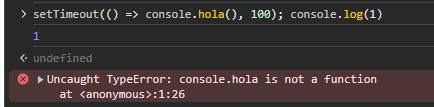 > setTimeout(() => console.hola(), 100); console.log(1)
1
undefined
Uncaught TypeError: console.hola is not a function
at <anonymous>:1:26